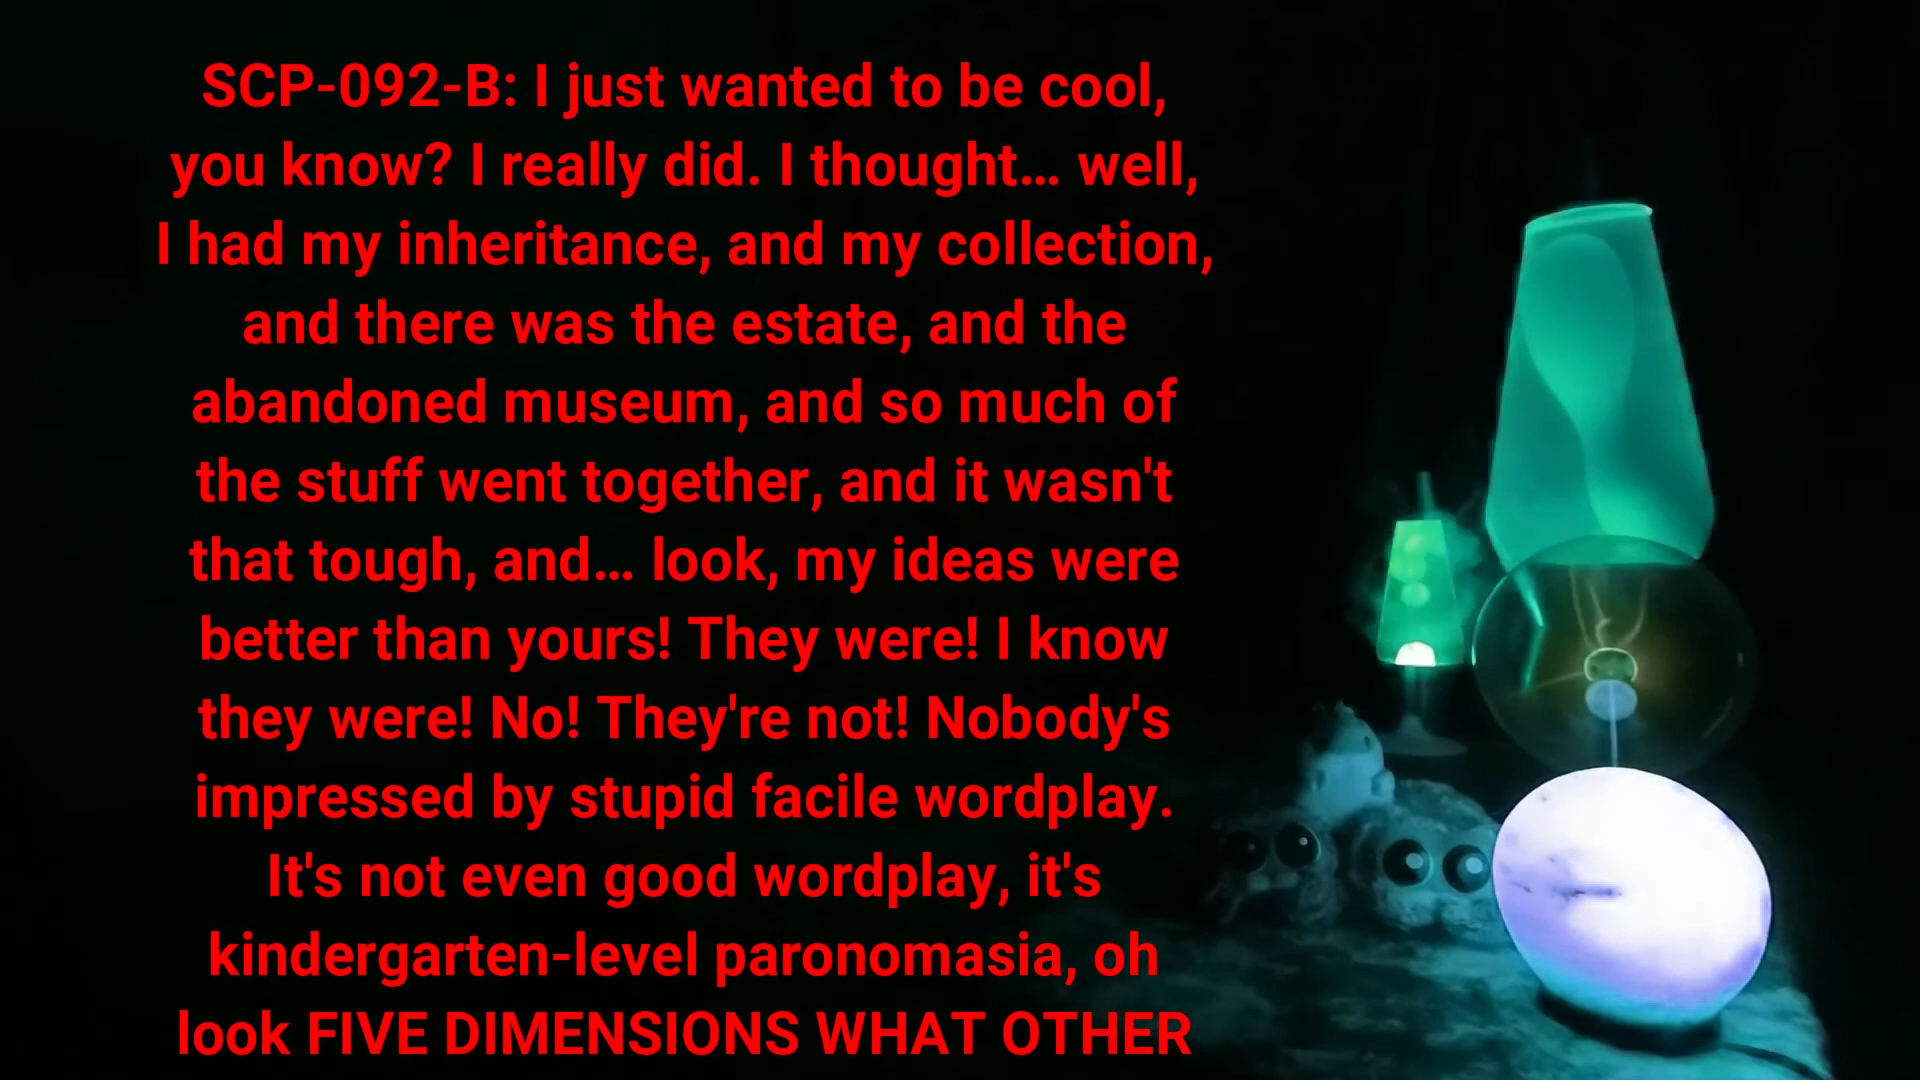 SCP-092-B: I just wanted to be cool,
you know? I really did. I thought… well,
I had my inheritance, and my collection,
and there was the estate, and the
abandoned museum, and so much of
the stuff went together, and it wasn't
that tough, and… look, my ideas were
better than yours! They were! I know
they were! No! They're not! Nobody's
impressed by stupid facile wordplay.
It's not even good wordplay, it's
kindergarten-level paronomasia, oh
look FIVE DIMENSIONS WHAT OTHER